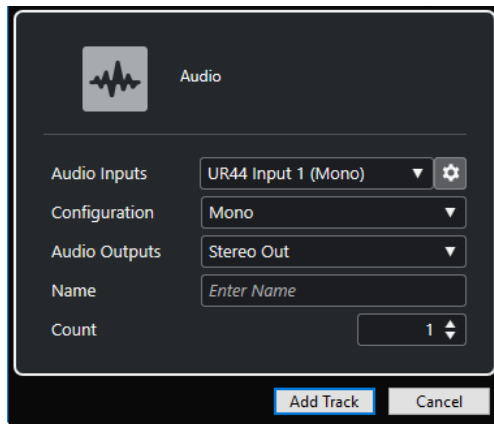 Audio
Audio Inputs UR44 Input 1 (Mono)
Configuration Mono
Audio Outputs Stereo Out
Name Enter Name
Count 1
Add Track Cancel